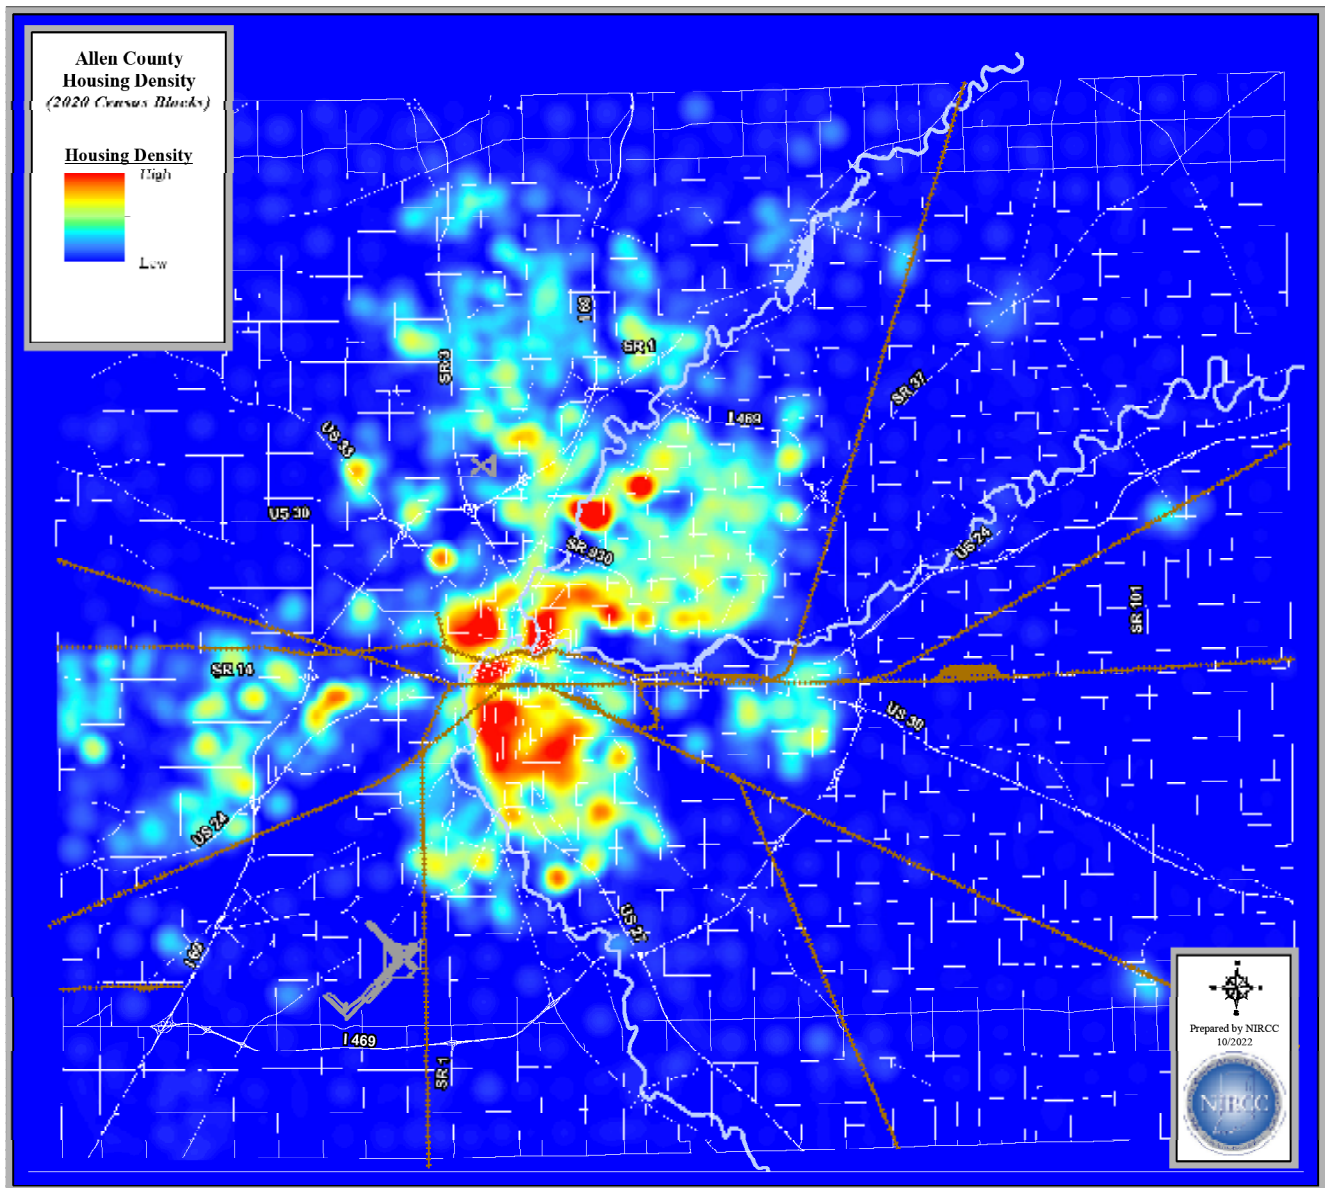 Allen County
Housing Density
(2020 Census Blocks)
Housing Density
High
Low
I 69
SR 1
SR 3
SR 37
I 469
US 33
US 30
SR 930
US 24
SR 101
SR 14
US 30
US 24
US 27
I 69
I 469
SR 1
Prepared by NIRCC
10/2022
NIRCC